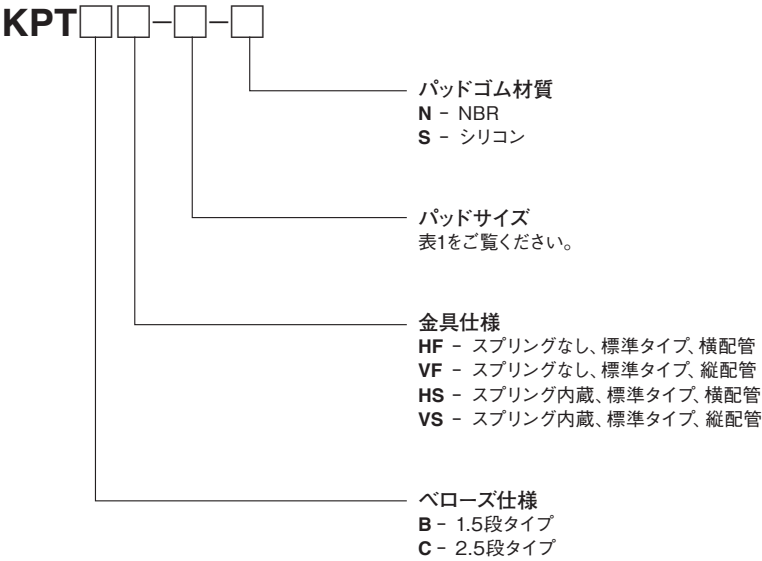 KPT□□-□-□
パッドゴム材質
N - NBR
S - シリコン
パッドサイズ
表1をご覧ください。
金具仕様
HF - スプリングなし、標準タイプ、横配管
VF - スプリングなし、標準タイプ、縦配管
HS - スプリング内蔵、標準タイプ、横配管
VS - スプリング内蔵、標準タイプ、縦配管
ベローズ仕様
B - 1.5段タイプ
C - 2.5段タイプ